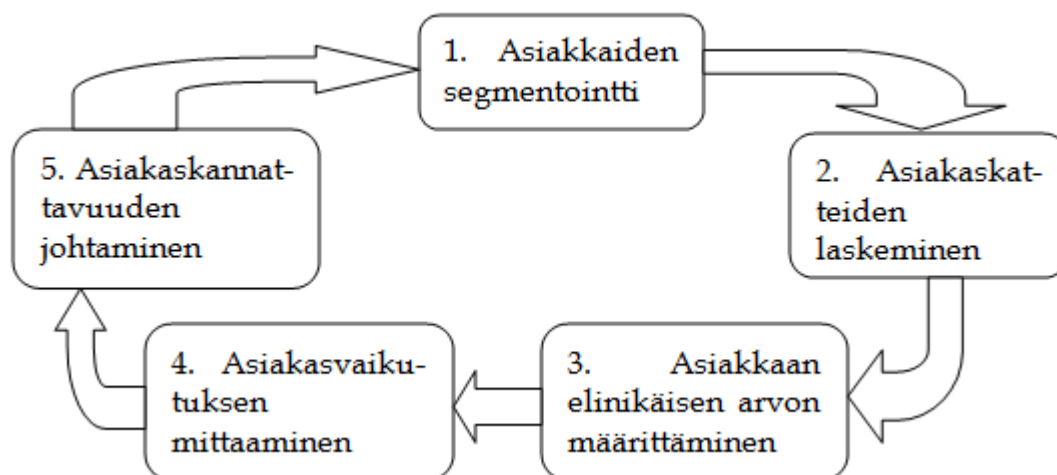 1. Asiakkaiden
segmentointti
2. Asiakaskat-
teiden
laskeminen
3. Asiakkaan
elinikäisen arvon
määrittäminen
4. Asiakasvaiku-
tuksen
mittaaminen
5. Asiakaskannat-
tavuuden
johtaminen